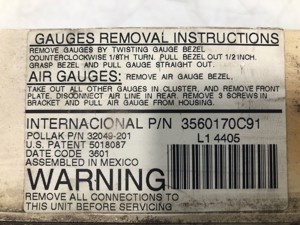 GAUGES REMOVAL INSTRUCTIONS
REMOVE GAUGES BY TWISTING GAUGE BEZEL
COUNTERCLOCKWISE 1/8TH TURN. PULL BEZEL OUT 1/2 INCH.
GRASP BEZEL AND PULL GAUGE STRAIGHT OUT.
AIR GAUGES: REMOVE AIR GAUGE BEZEL,
TAKE OUT ALL OTHER GAUGES IN CLUSTER, AND REMOVE FRONT
PLATE. DISCONNECT AIR LINE IN REAR. REMOVE 3 SCREWS IN
BRACKET AND PULL AIR GAUGE FROM HOUSING.
INTERNACIONAL P/N 3560170C91
POLLAK P/N 32049-201 L1 4405
U.S. PATENT 5018087
DATE CODE 3601
ASSEMBLED IN MEXICO
WARNING
REMOVE ALL CONNECTIONS TO
THIS UNIT BEFORE SERVICING